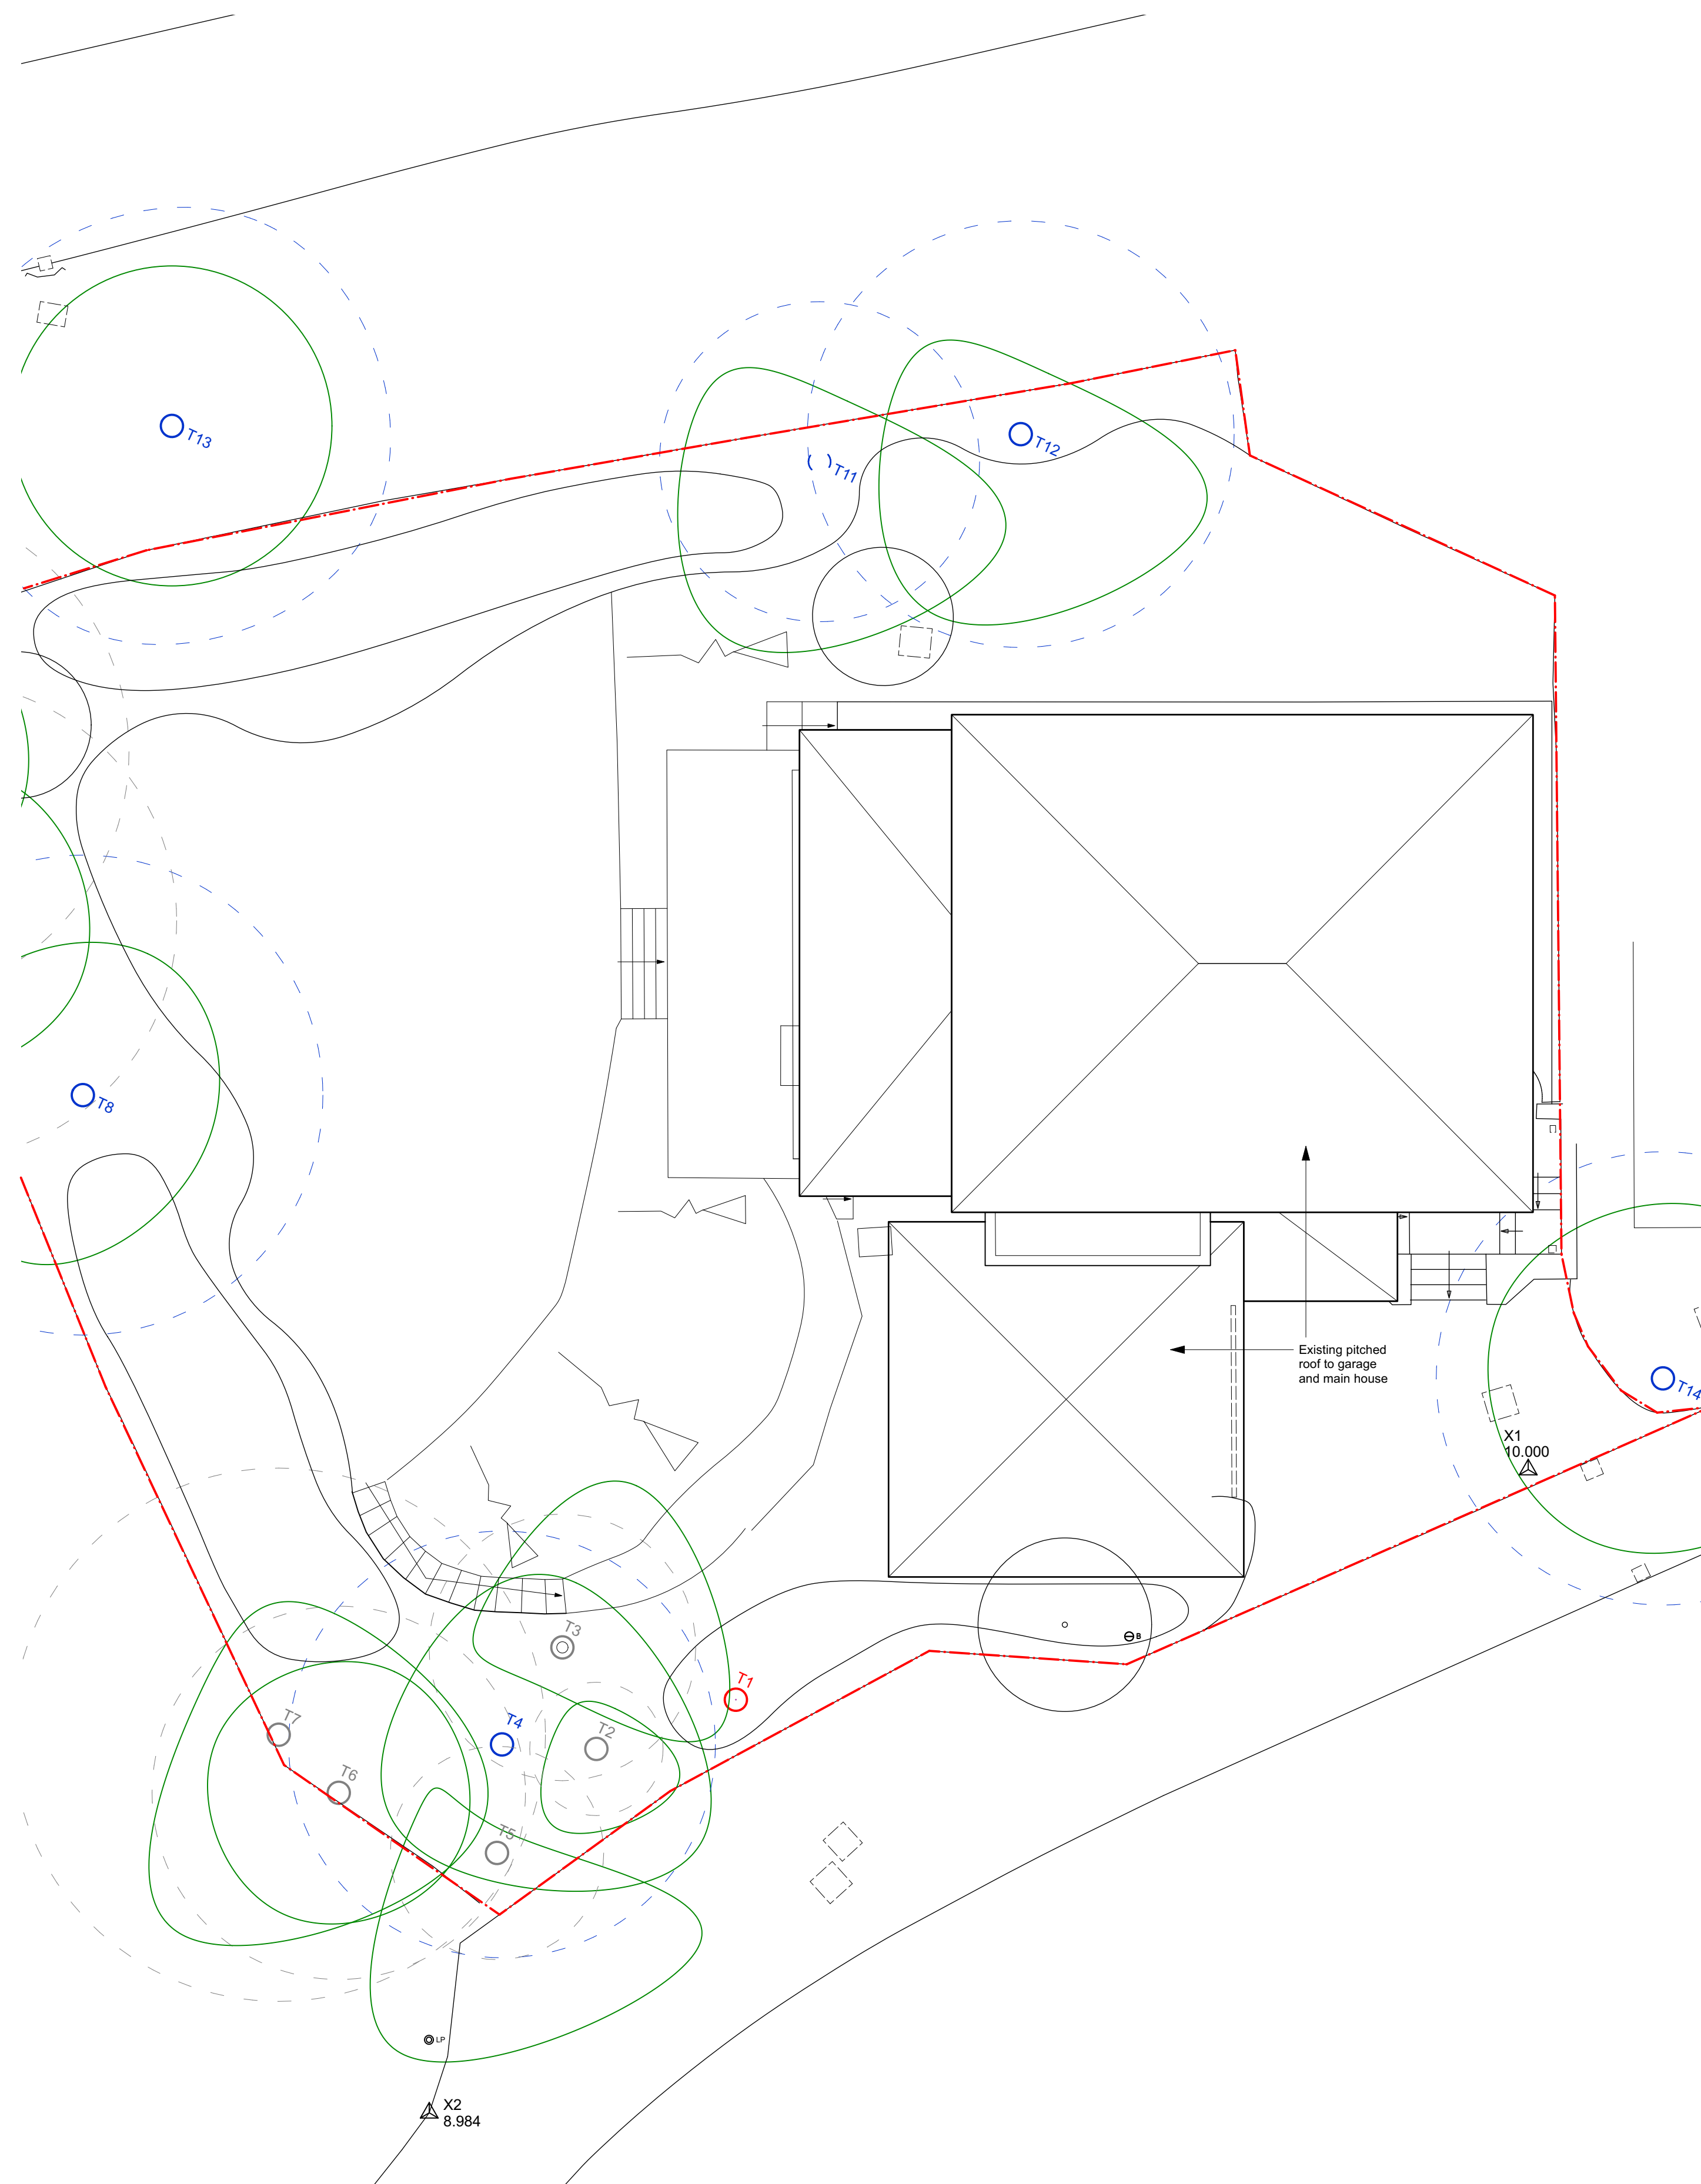 T13
T12
T11
T8
Existing pitched
roof to garage
and main house
T14
X1
10.000
T3
B
T1
T7
T4
T2
T6
T5
LP
X2
8.984